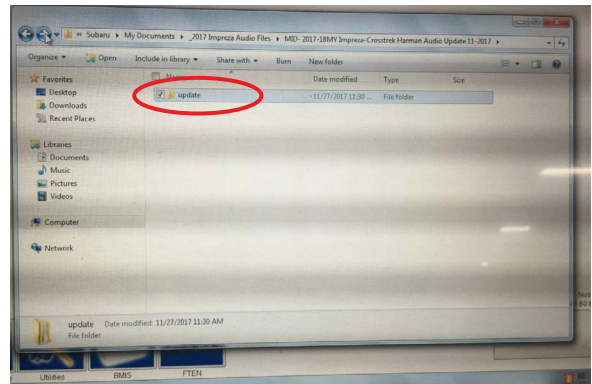 « Subaru ▸ My Documents ▸ _2017 Impreza Audio Files ▸ MID- 2017-18MY Impreza-Crosstrek Harman Audio Update 11-2017 ▸
Organize ▾ Open Include in library ▾ Share with ▾ Burn New folder
Name Date modified Type Size
Favorites
update 11/27/2017 11:30 ... File folder
Desktop
Downloads
Recent Places
Libraries
Documents
Music
Pictures
Videos
Computer
Network
update Date modified: 11/27/2017 11:30 AM
File folder
Utilities BMIS FTEN